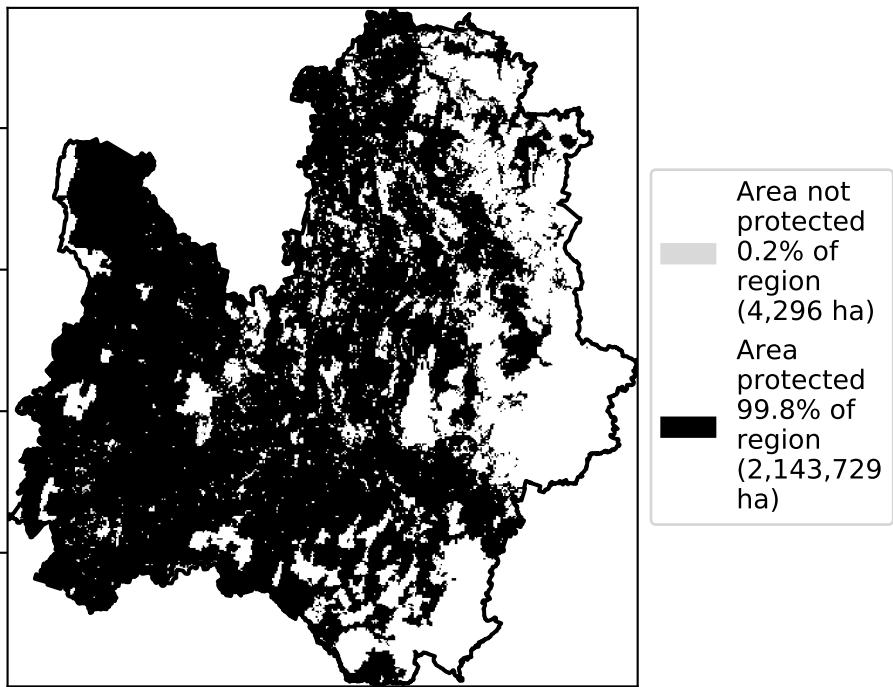 Area not
protected
0.2% of
region
(4,296 ha)
Area
protected
99.8% of
region
(2,143,729
ha)